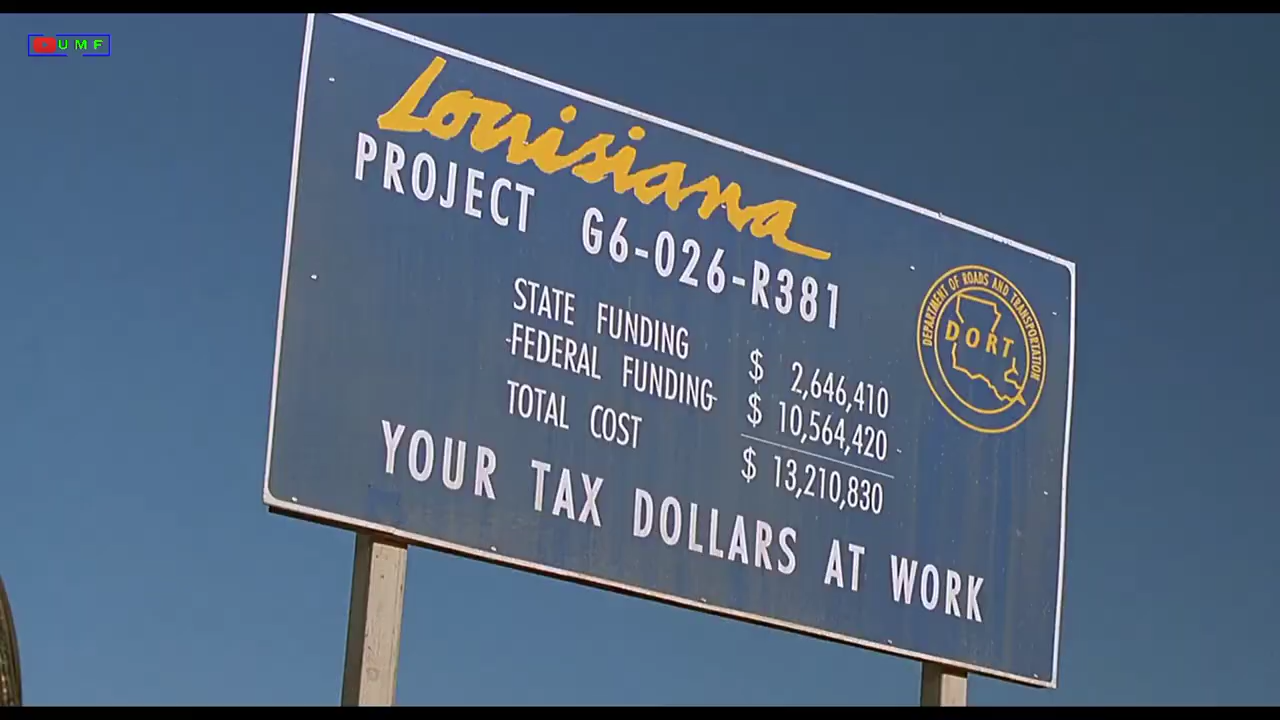 UMF
Louisiana
PROJECT G6-026-R381
STATE FUNDING $ 2,646,410
FEDERAL FUNDING $ 10,564,420
TOTAL COST $ 13,210,830
YOUR TAX DOLLARS AT WORK
DEPARTMENT OF ROADS AND TRANSPORTATION
DORT